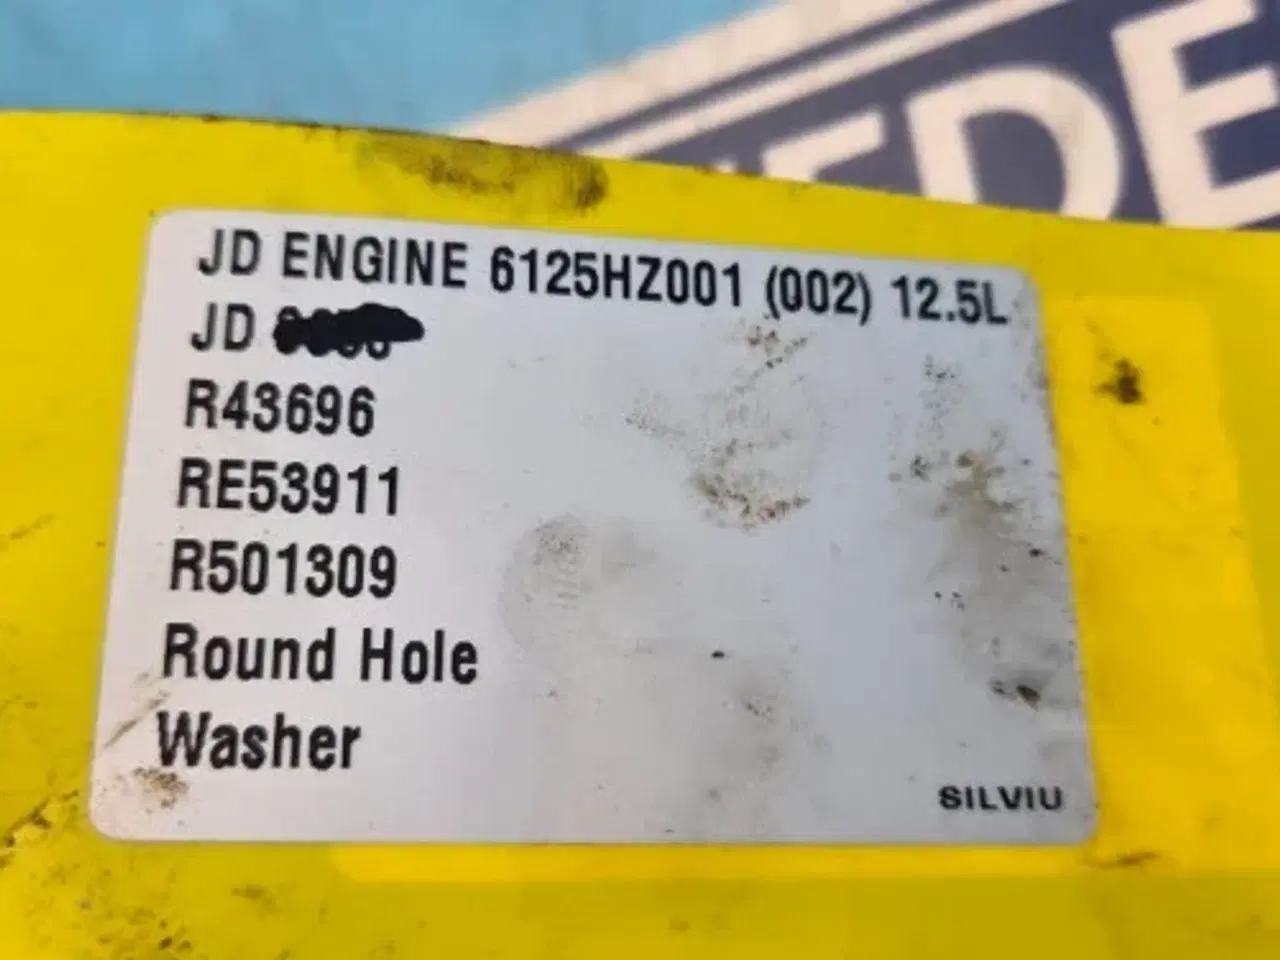 JD ENGINE 6125HZ001 (002) 12.5L
JD
R43696
RE53911
R501309
Round Hole
Washer
SILVIU